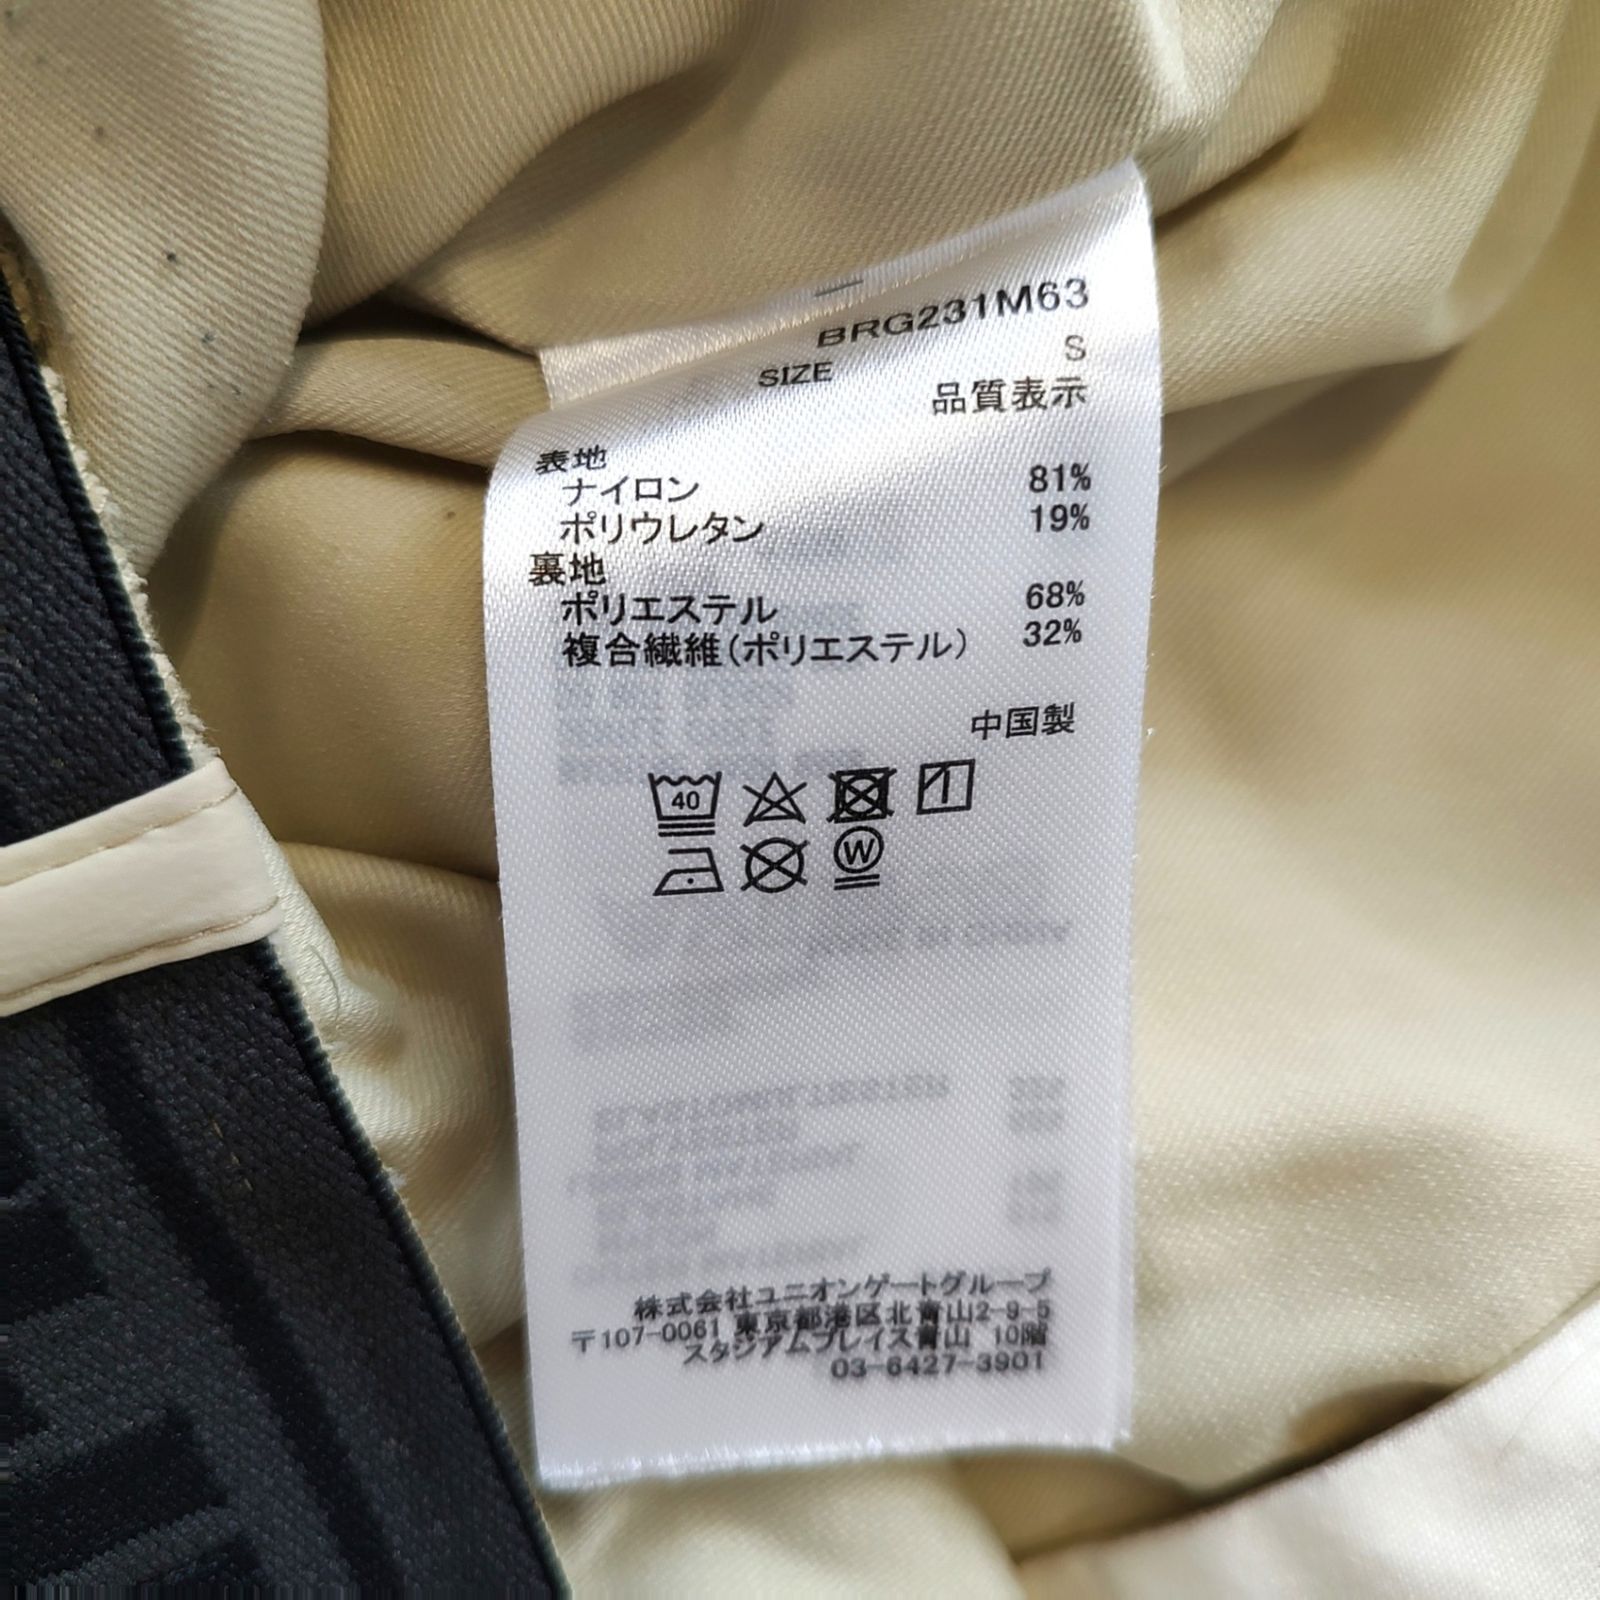 BRG231M63
SIZE S
品質表示
表地
ナイロン 81%
ポリウレタン 19%
裏地
ポリエステル 68%
複合繊維(ポリエステル) 32%
中国製
40
W
株式会社ユニオンゲートグループ
〒107-0061 東京都港区北青山2-9-5
スタジアムプレイス青山 10階
03-6427-3901